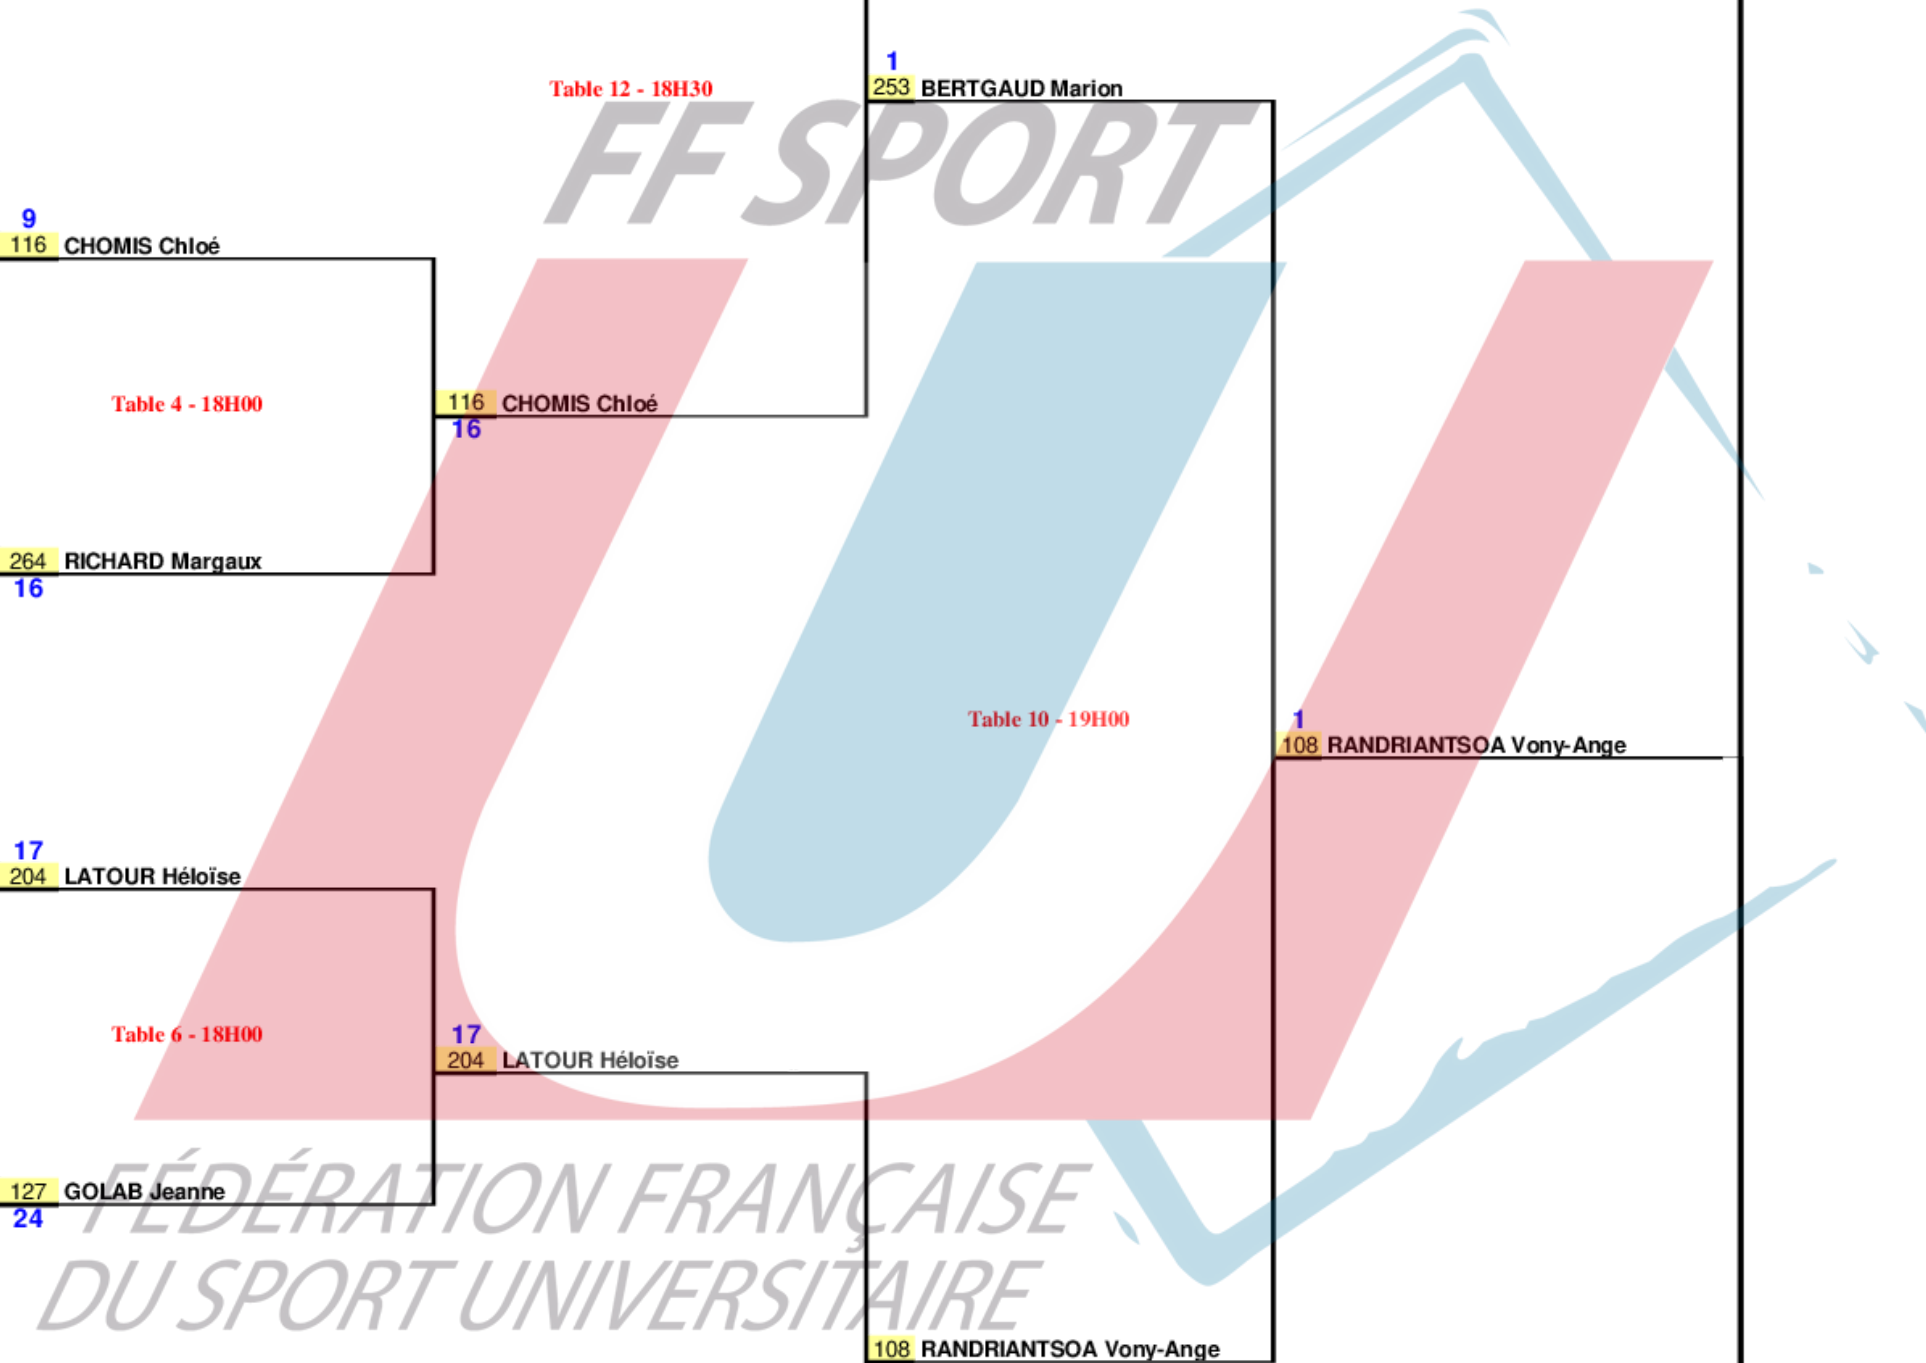 1
253 BERTGAUD Marion
Table 12 - 18H30
FF SPORT
9
116 CHOMIS Chloé
Table 4 - 18H00
116 CHOMIS Chloé
16
264 RICHARD Margaux
16
Table 10 - 19H00
1
108 RANDRIANTSOA Vony-Ange
17
204 LATOUR Héloïse
Table 6 - 18H00
17
204 LATOUR Héloïse
127 GOLAB Jeanne
24
FÉDÉRATION FRANÇAISE
DU SPORT UNIVERSITAIRE
108 RANDRIANTSOA Vony-Ange